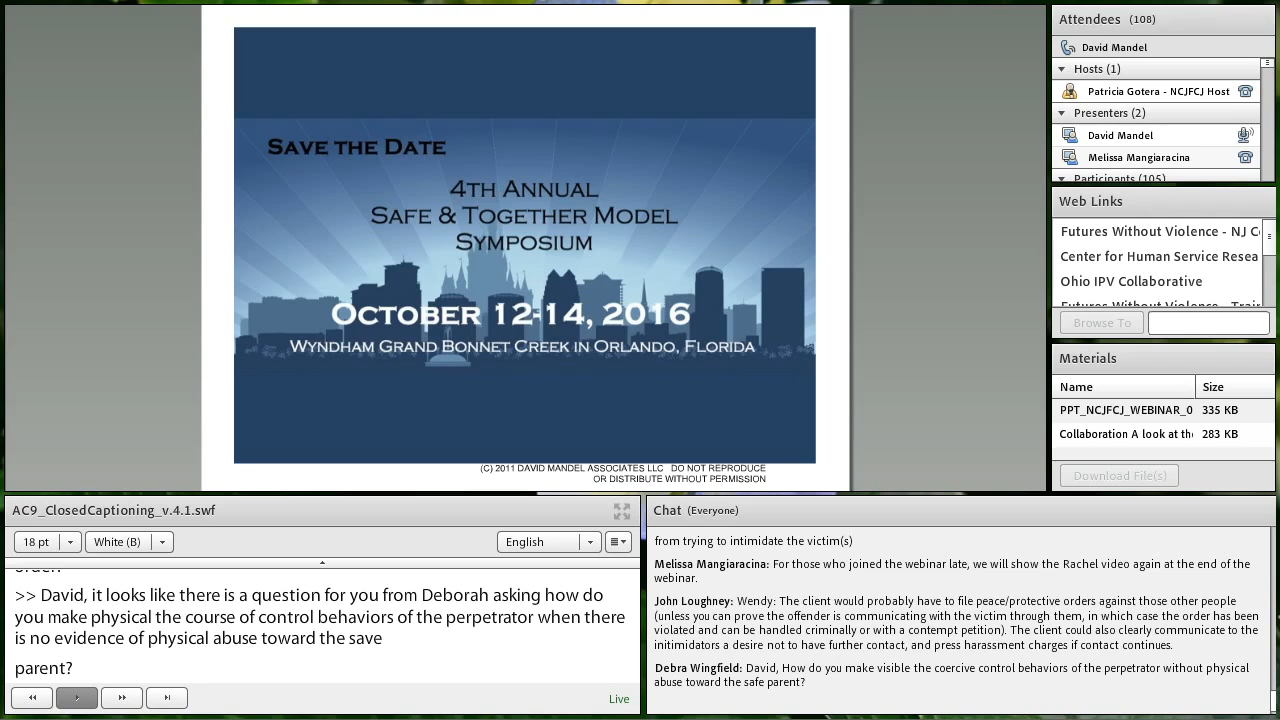 SAVE THE DATE
4TH ANNUAL
SAFE & TOGETHER MODEL
SYMPOSIUM
OCTOBER 12-14, 2016
WYNDHAM GRAND BONNET CREEK IN ORLANDO, FLORIDA
(C) 2011 DAVID MANDEL ASSOCIATES LLC DO NOT REPRODUCE
OR DISTRIBUTE WITHOUT PERMISSION
Attendees (108)
David Mandel
Hosts (1)
Patricia Gotera - NCJFCJ Host
Presenters (2)
David Mandel
Melissa Mangiaracina
Participants (105)
Web Links
Futures Without Violence - NJ C
Center for Human Service Resea
Ohio IPV Collaborative
Futures Without Violence - Trai
Browse To
Materials
Name Size
PPT_NCJFCJ_WEBINAR_0 335 KB
Collaboration A look at the 283 KB
Download File(s)
AC9_ClosedCaptioning_v.4.1.swf
18 pt White (B) English
>> David, it looks like there is a question for you from Deborah asking how do
you make physical the course of control behaviors of the perpetrator when there
is no evidence of physical abuse toward the save
parent?
Live
Chat (Everyone)
from trying to intimidate the victim(s)
Melissa Mangiaracina: For those who joined the webinar late, we will show the Rachel video again at the end of the
webinar.
John Loughney: Wendy: The client would probably have to file peace/protective orders against those other people
(unless you can prove the offender is communicating with the victim through them, in which case the order has been
violated and can be handled criminally or with a contempt petition). The client could also clearly communicate to the
initimidators a desire not to have further contact, and press harassment charges if contact continues.
Debra Wingfield: David, How do you make visible the coercive control behaviors of the perpetrator without physical
abuse toward the safe parent?